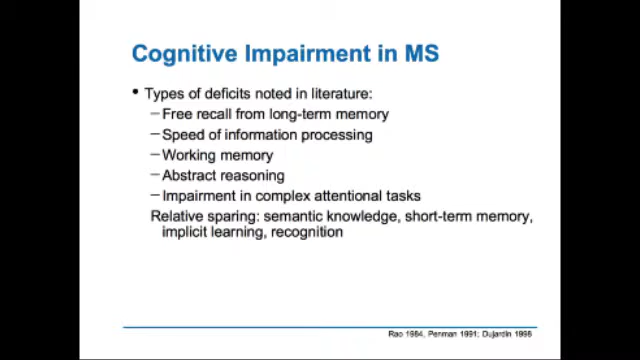 Cognitive Impairment in MS
• Types of deficits noted in literature:
–Free recall from long-term memory
–Speed of information processing
–Working memory
–Abstract reasoning
–Impairment in complex attentional tasks
Relative sparing: semantic knowledge, short-term memory,
implicit learning, recognition
Rao 1984, Penman 1991; Dujardin 1998